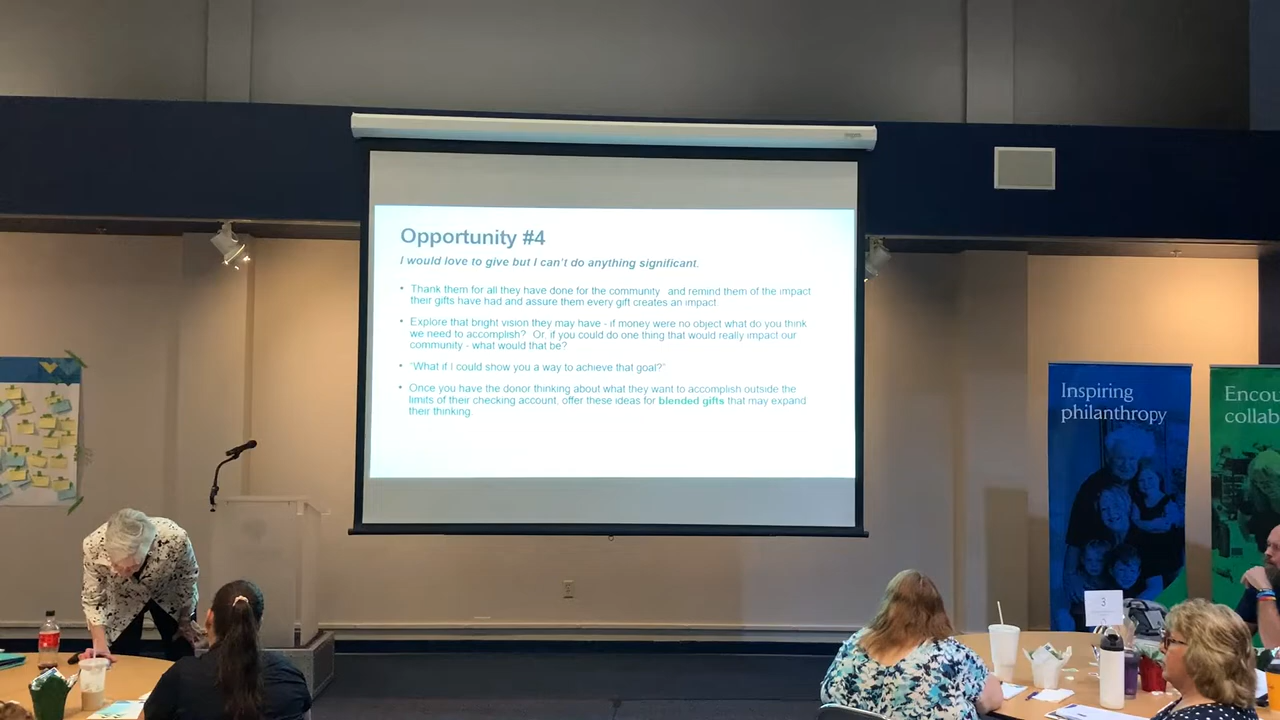 Opportunity #4
I would love to give but I can't do anything significant.
• Thank them for all they have done for the community and remind them of the impact
their gifts have had and assure them every gift creates an impact.
• Explore that bright vision they may have - if money were no object what do you think
we need to accomplish? Or, if you could do one thing that would really impact our
community - what would that be?
• "What if I could show you a way to achieve that goal?"
• Once you have the donor thinking about what they want to accomplish outside the
limits of their checking account, offer these ideas for blended gifts that may expand
their thinking.
Inspiring
philanthropy
Encou
collab
3